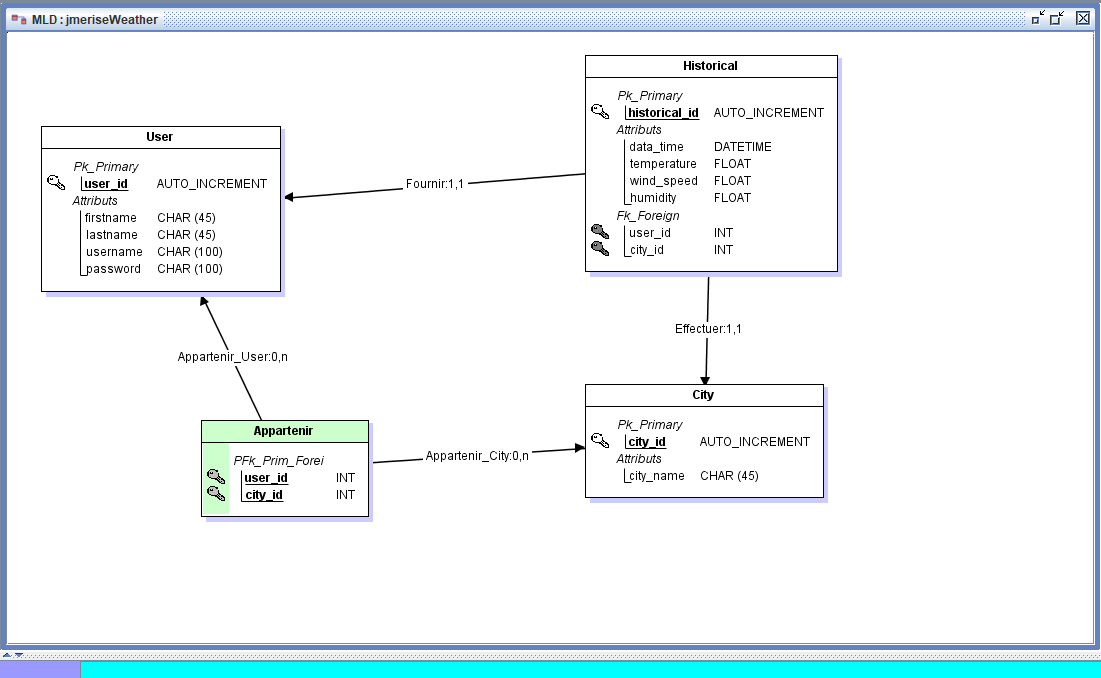 MLD : jmeriseWeather
Historical
Pk_Primary
historical_id AUTO_INCREMENT
Attributs
data_time DATETIME
temperature FLOAT
wind_speed FLOAT
humidity FLOAT
Fk_Foreign
user_id INT
city_id INT
User
Pk_Primary
user_id AUTO_INCREMENT
Attributs
firstname CHAR (45)
lastname CHAR (45)
username CHAR (100)
password CHAR (100)
Fournir:1,1
Effectuer:1,1
Appartenir_User:0,n
Appartenir
PFk_Prim_Forei
user_id INT
city_id INT
Appartenir_City:0,n
City
Pk_Primary
city_id AUTO_INCREMENT
Attributs
city_name CHAR (45)